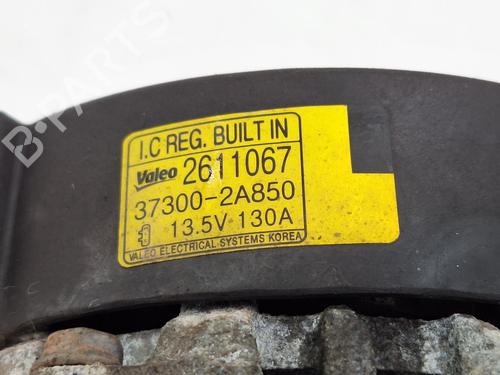 I.C REG. BUILT IN
Valeo 2611067
37300-2A850
13.5V 130A
VALEO ELECTRICAL SYSTEMS KOREA
B-PARTS